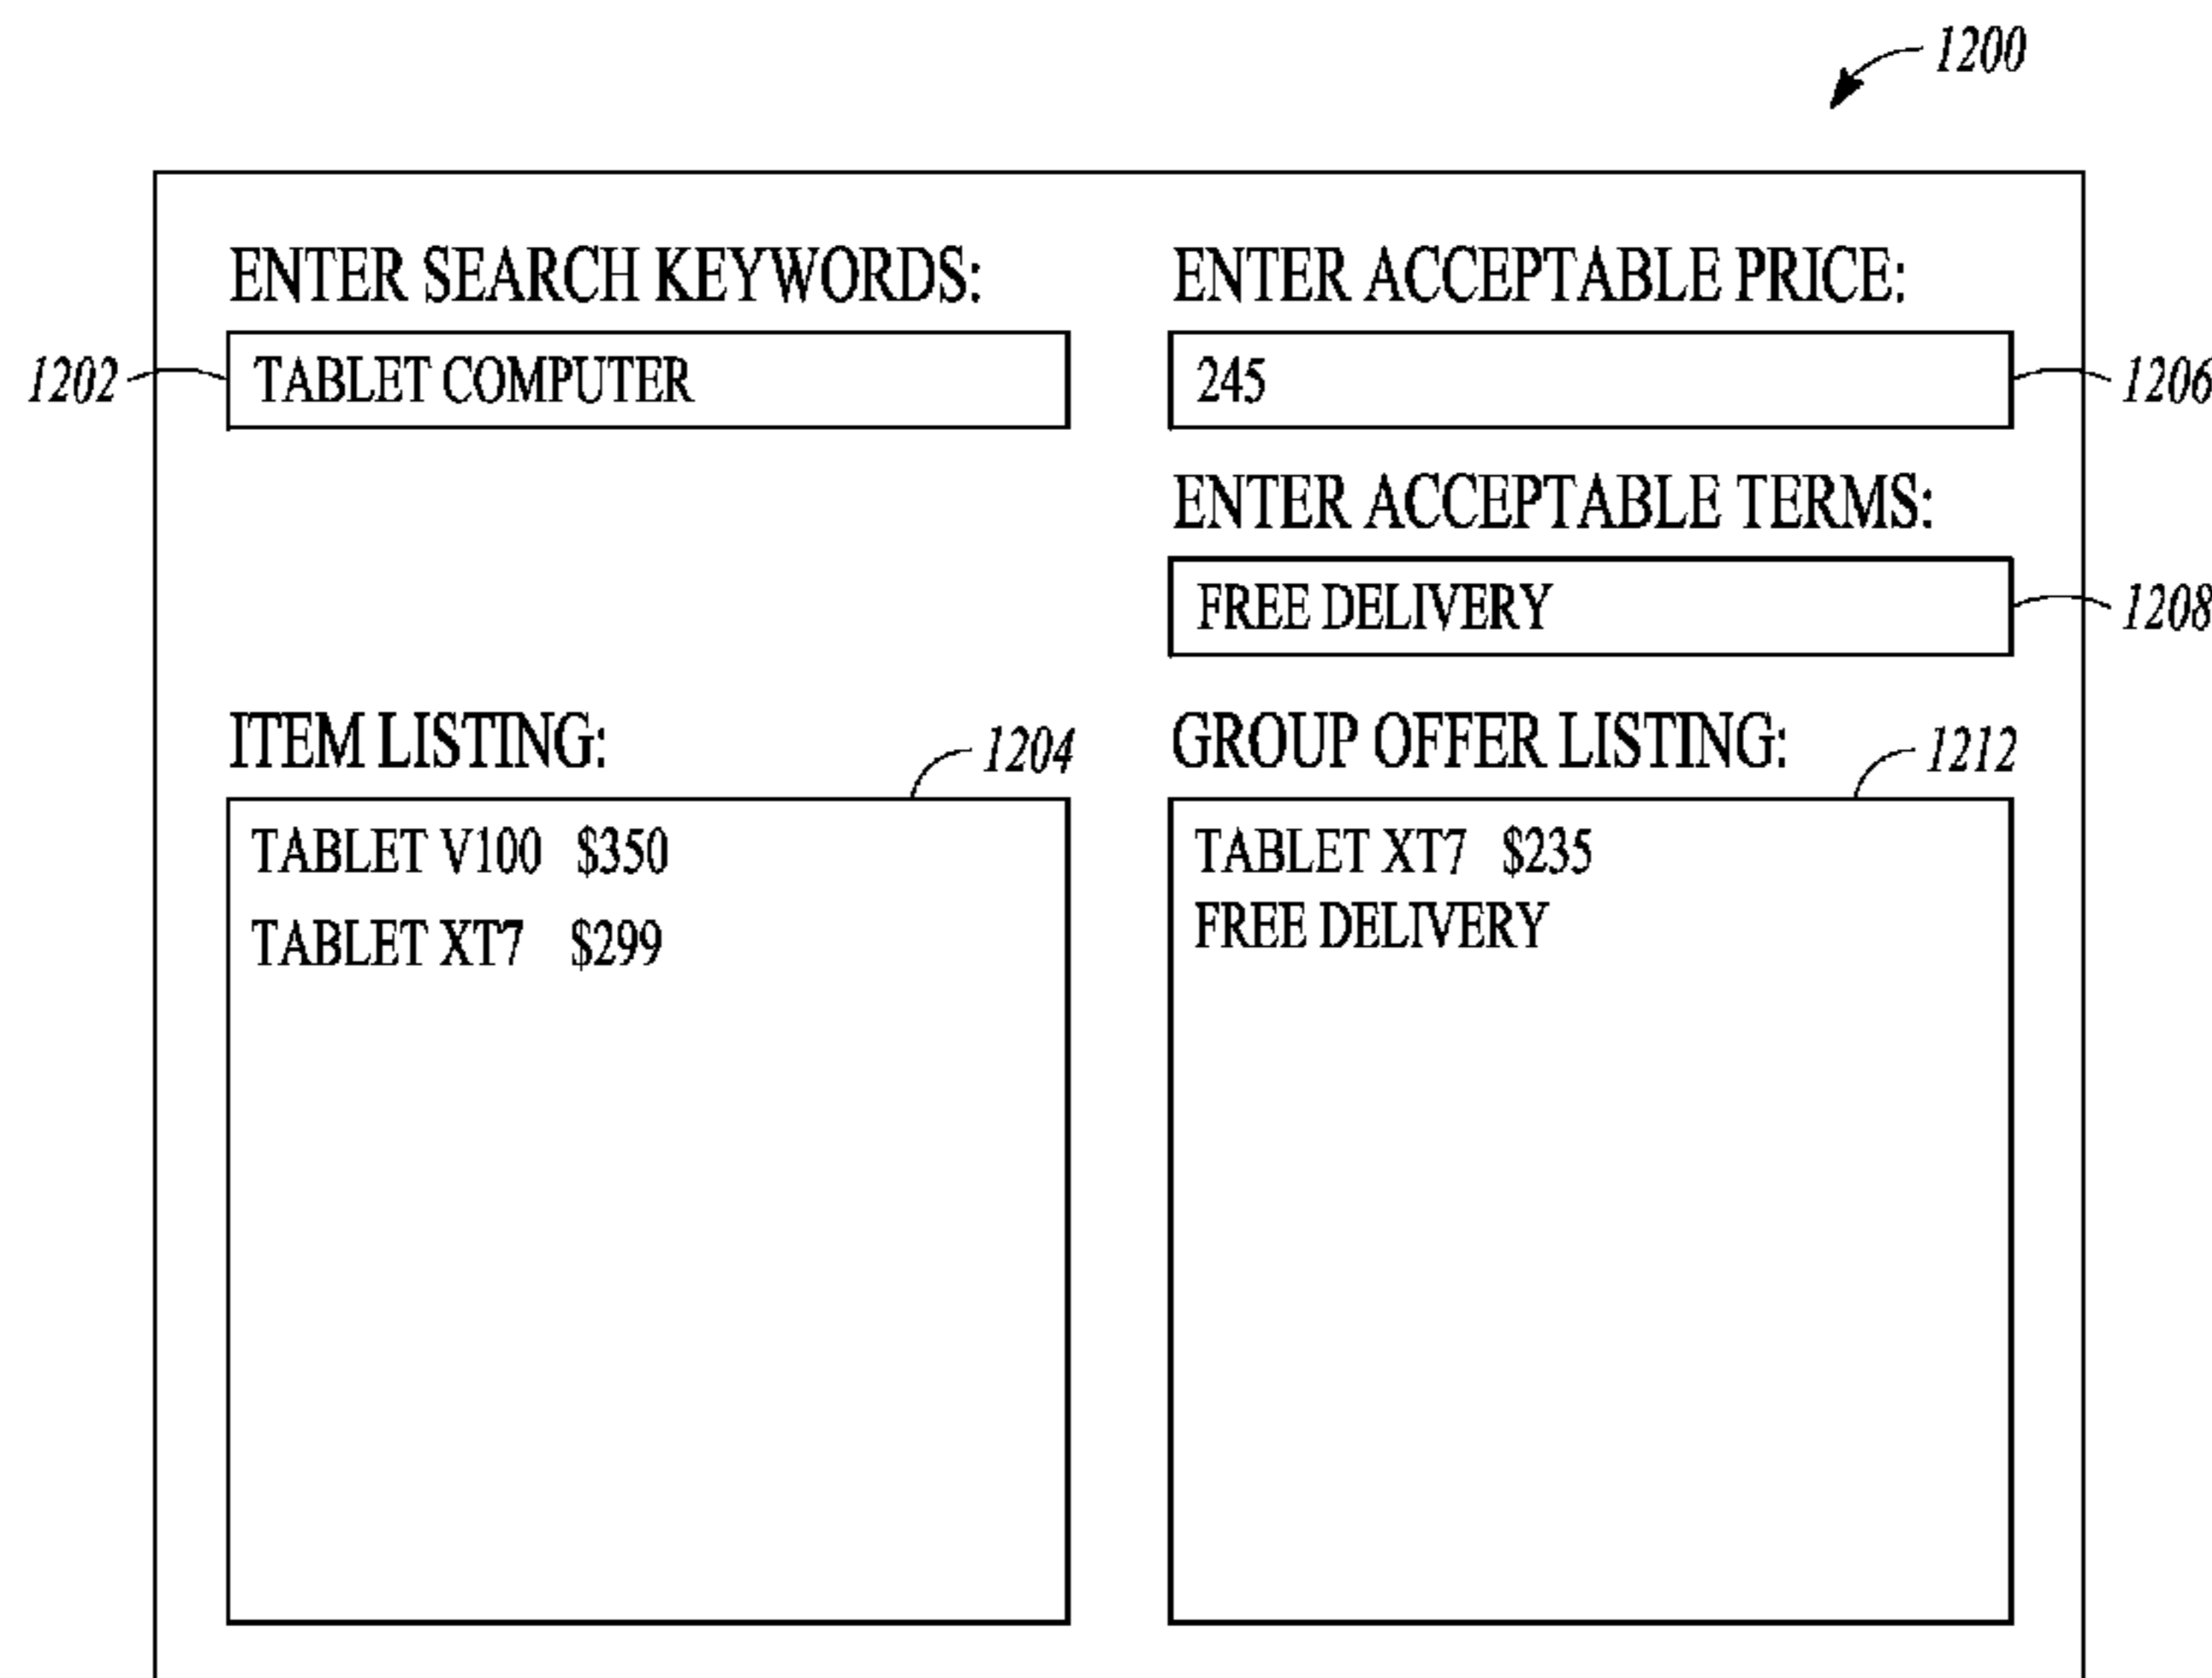 1200
ENTER SEARCH KEYWORDS:
1202
TABLET COMPUTER
ENTER ACCEPTABLE PRICE:
245
1206
ENTER ACCEPTABLE TERMS:
FREE DELIVERY
1208
ITEM LISTING:
1204
TABLET V100 $350
TABLET XT7 $299
GROUP OFFER LISTING:
1212
TABLET XT7 $235
FREE DELIVERY